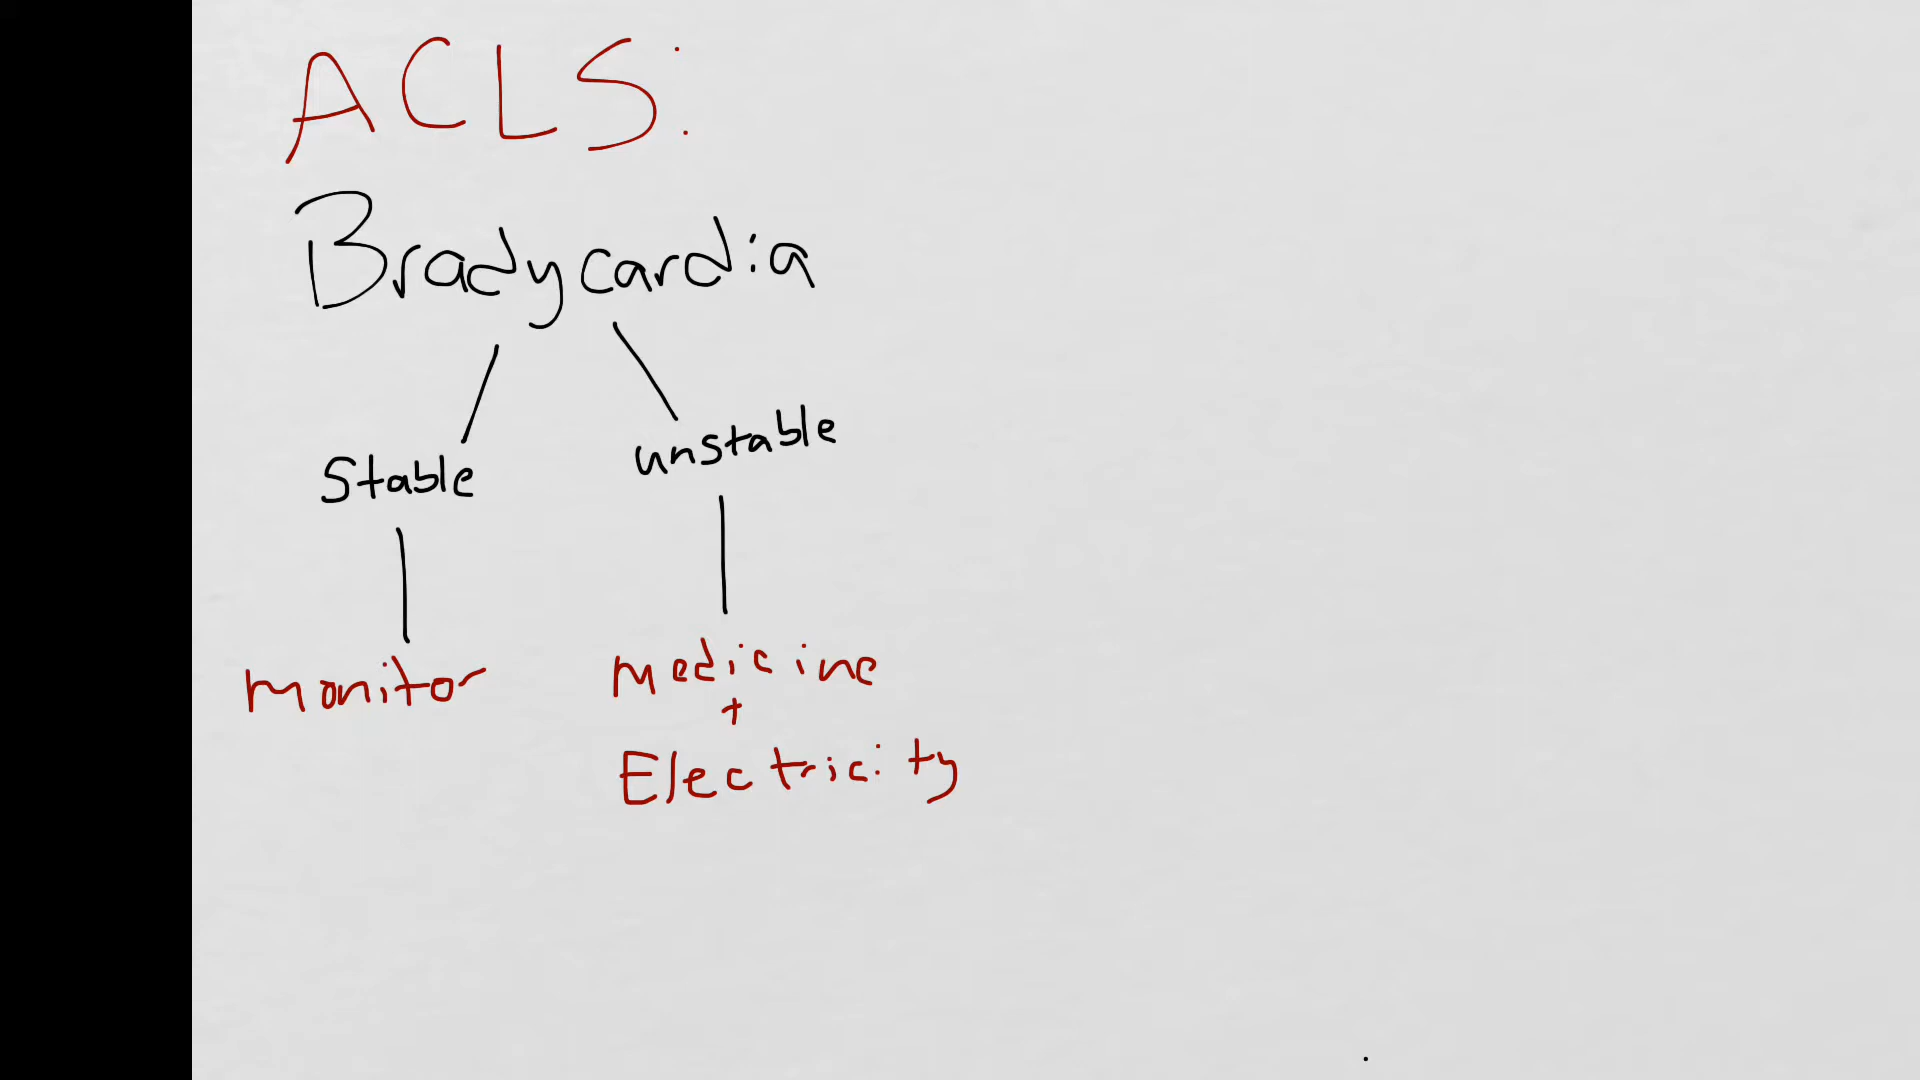 ACLS:
Bradycardia
Stable
unstable
monitor
medicine
+
Electricity